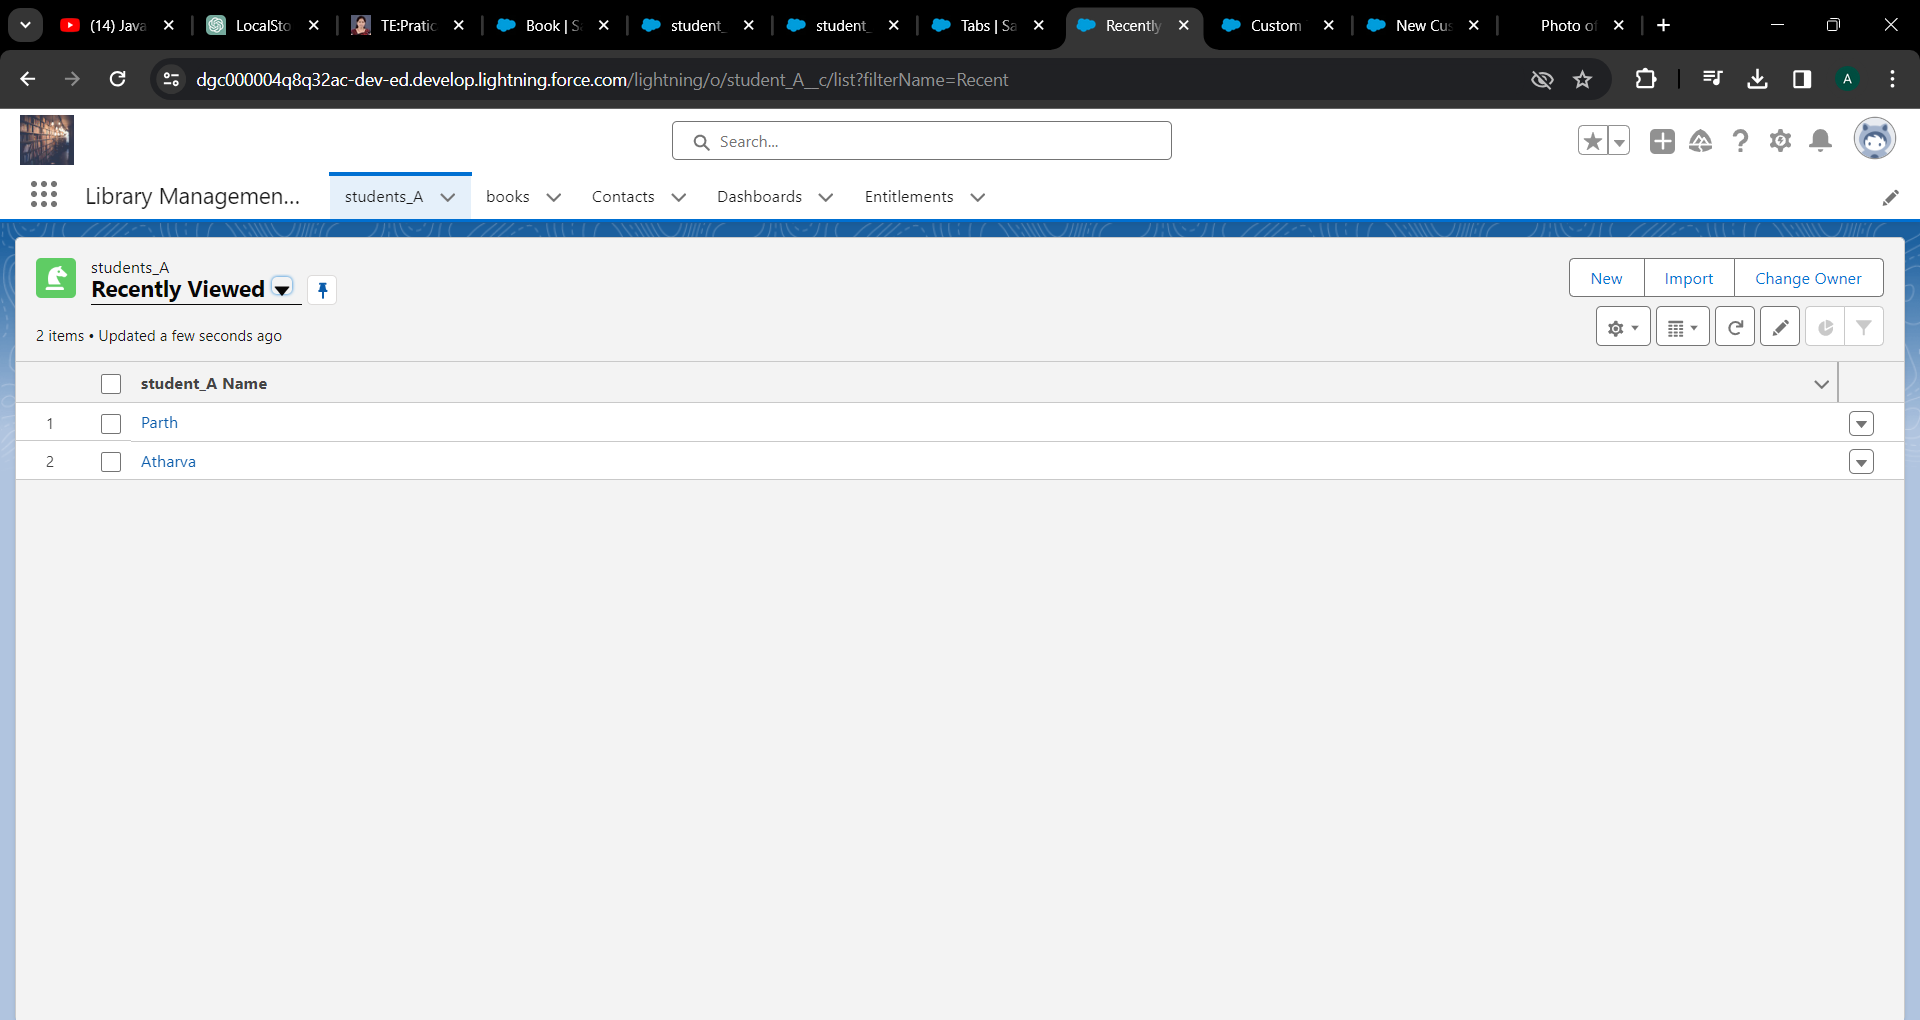 (14) Java
LocalSto
TE:Pratic
Book | S
student_
student_
Tabs | Sa
Recently
Custom
New Cus
Photo of
dgc000004q8q32ac-dev-ed.develop.lightning.force.com/lightning/o/student_A__c/list?filterName=Recent
A
Search...
Library Managemen...
students_A
books
Contacts
Dashboards
Entitlements
students_A
Recently Viewed
New
Import
Change Owner
2 items • Updated a few seconds ago
student_A Name
1
Parth
2
Atharva